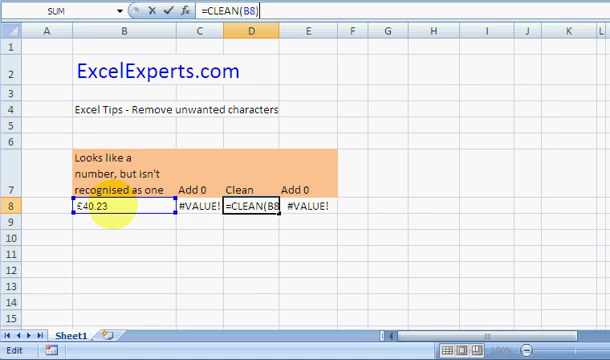 SUM =CLEAN(B8)
A B C D E F G H I J K L
1
2 ExcelExperts.com
3
4 Excel Tips - Remove unwanted characters
5
6
7 Looks like a
number, but isn't
recognised as one Add 0 Clean Add 0
8 £40.23 #VALUE! =CLEAN(B8 #VALUE!
9
10
11
12
13
14
15
Sheet1
Edit 100%